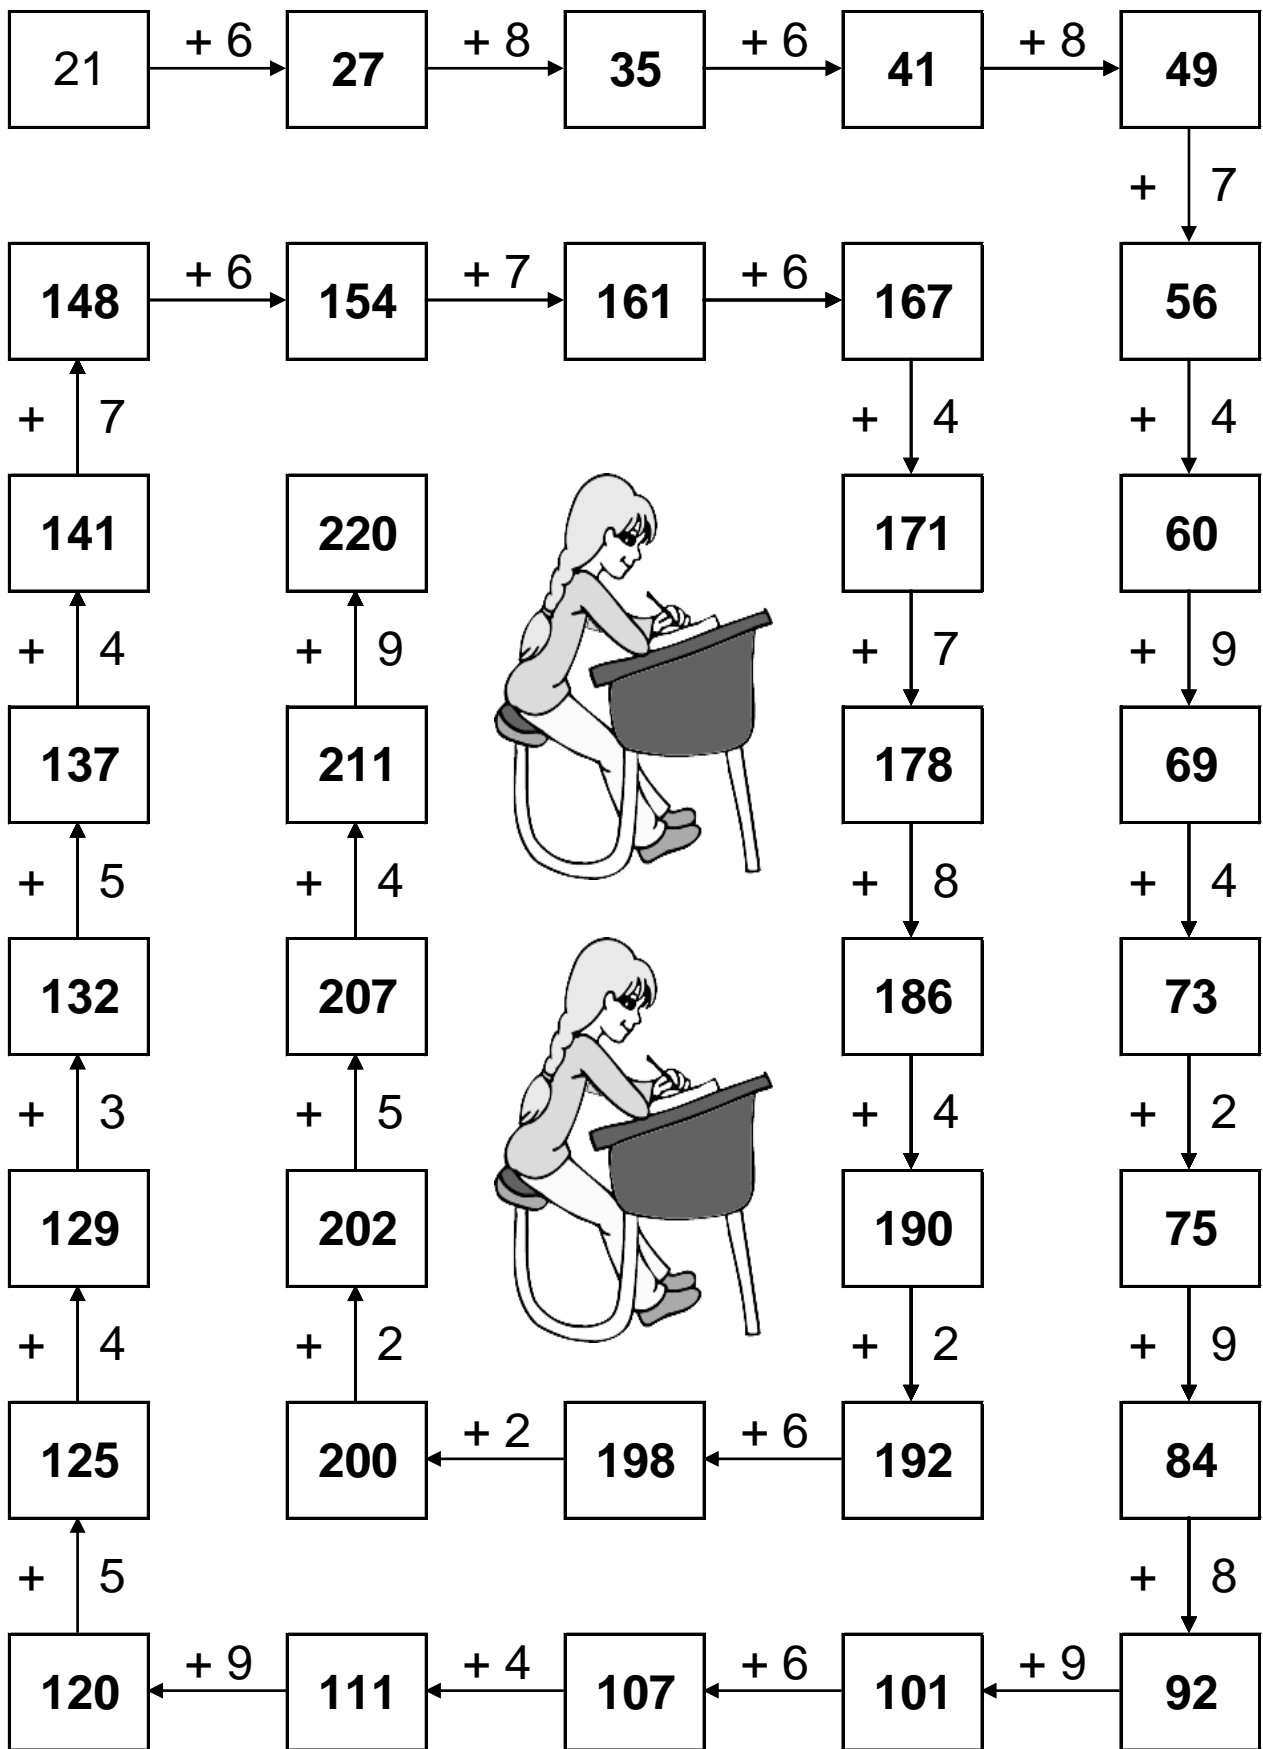 21 + 6 27 + 8 35 + 6 41 + 8 49
+ 7
148 + 6 154 + 7 161 + 6 167 56
+ 7 + 4 + 4
141 220 171 60
+ 4 + 9 + 7 + 9
137 211 178 69
+ 5 + 4 + 8 + 4
132 207 186 73
+ 3 + 5 + 4 + 2
129 202 190 75
+ 4 + 2 + 2 + 9
125 200 + 2 198 + 6 192 84
+ 5 + 8
120 + 9 111 + 4 107 + 6 101 + 9 92